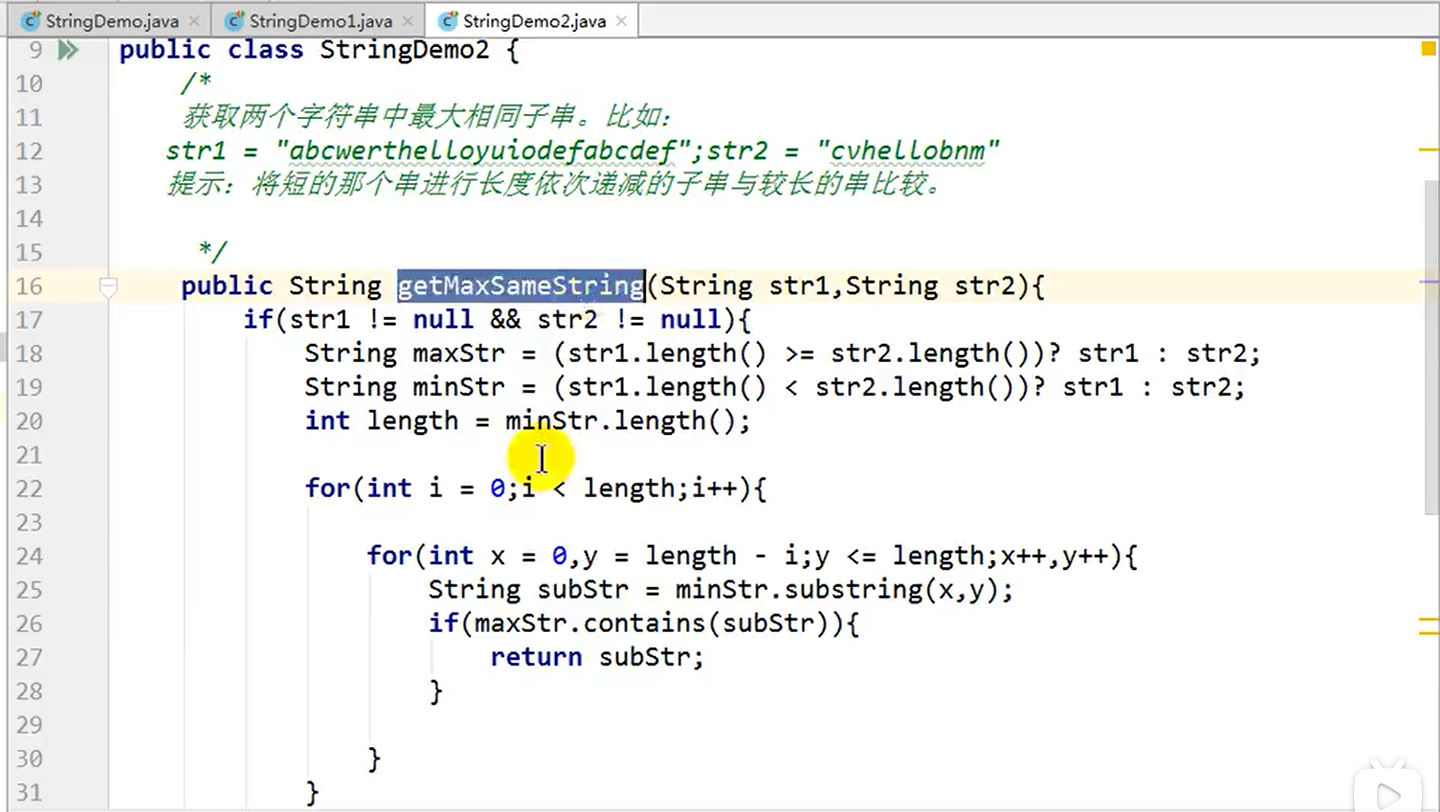 StringDemo.java StringDemo1.java StringDemo2.java
9 public class StringDemo2 {
10 /*
11 获取两个字符串中最大相同子串。比如:
12 str1 = "abcwerthelloyuiodefabcdef";str2 = "cvhellobnm"
13 提示：将短的那个串进行长度依次递减的子串与较长的串比较。
14
15 */
16 public String getMaxSameString(String str1,String str2){
17 if(str1 != null && str2 != null){
18 String maxStr = (str1.length() >= str2.length())? str1 : str2;
19 String minStr = (str1.length() < str2.length())? str1 : str2;
20 int length = minStr.length();
21
22 for(int i = 0;i < length;i++){
23
24 for(int x = 0,y = length - i;y <= length;x++,y++){
25 String subStr = minStr.substring(x,y);
26 if(maxStr.contains(subStr)){
27 return subStr;
28 }
29
30 }
31 }